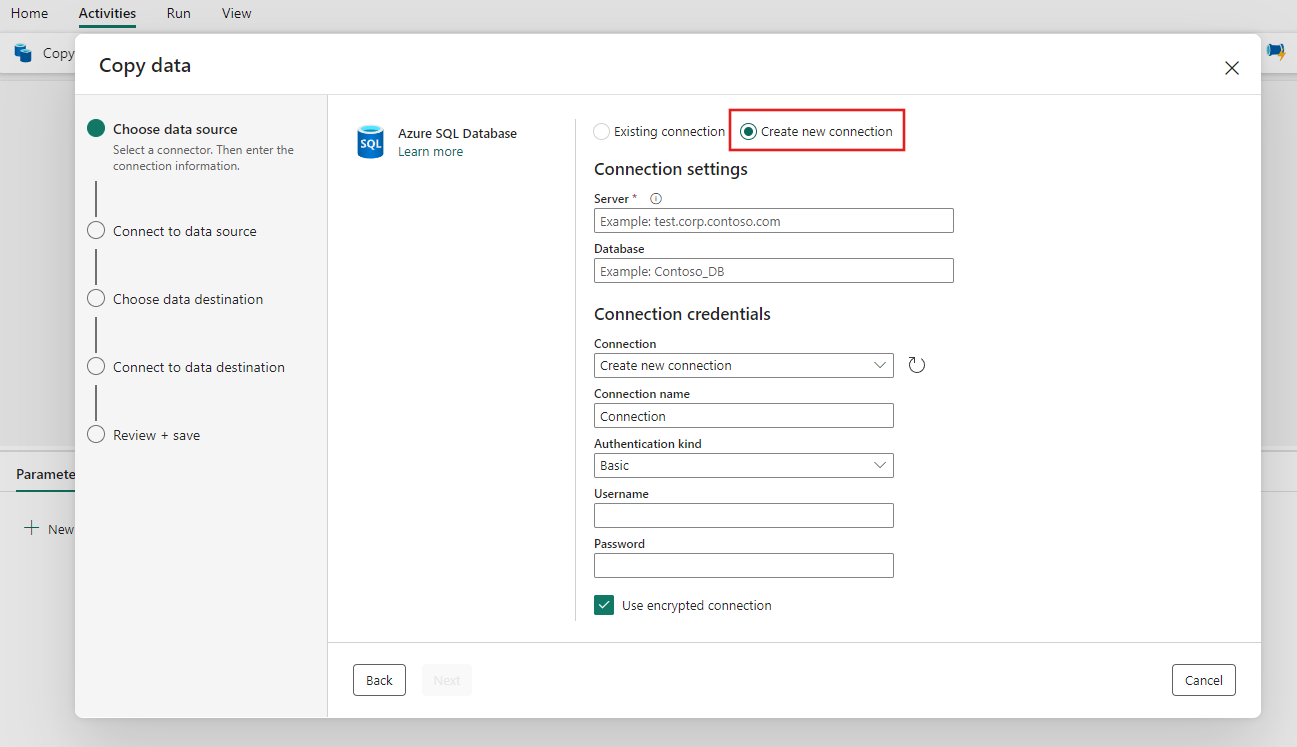 Home Activities Run View
Copy
Copy data
Choose data source
Select a connector. Then enter the
connection information.
Connect to data source
Choose data destination
Connect to data destination
Review + save
SQL
Azure SQL Database
Learn more
Existing connection Create new connection
Connection settings
Server *
Example: test.corp.contoso.com
Database
Example: Contoso_DB
Connection credentials
Connection
Create new connection
Connection name
Connection
Authentication kind
Basic
Username
Password
Use encrypted connection
Back Next Cancel
Paramete
New